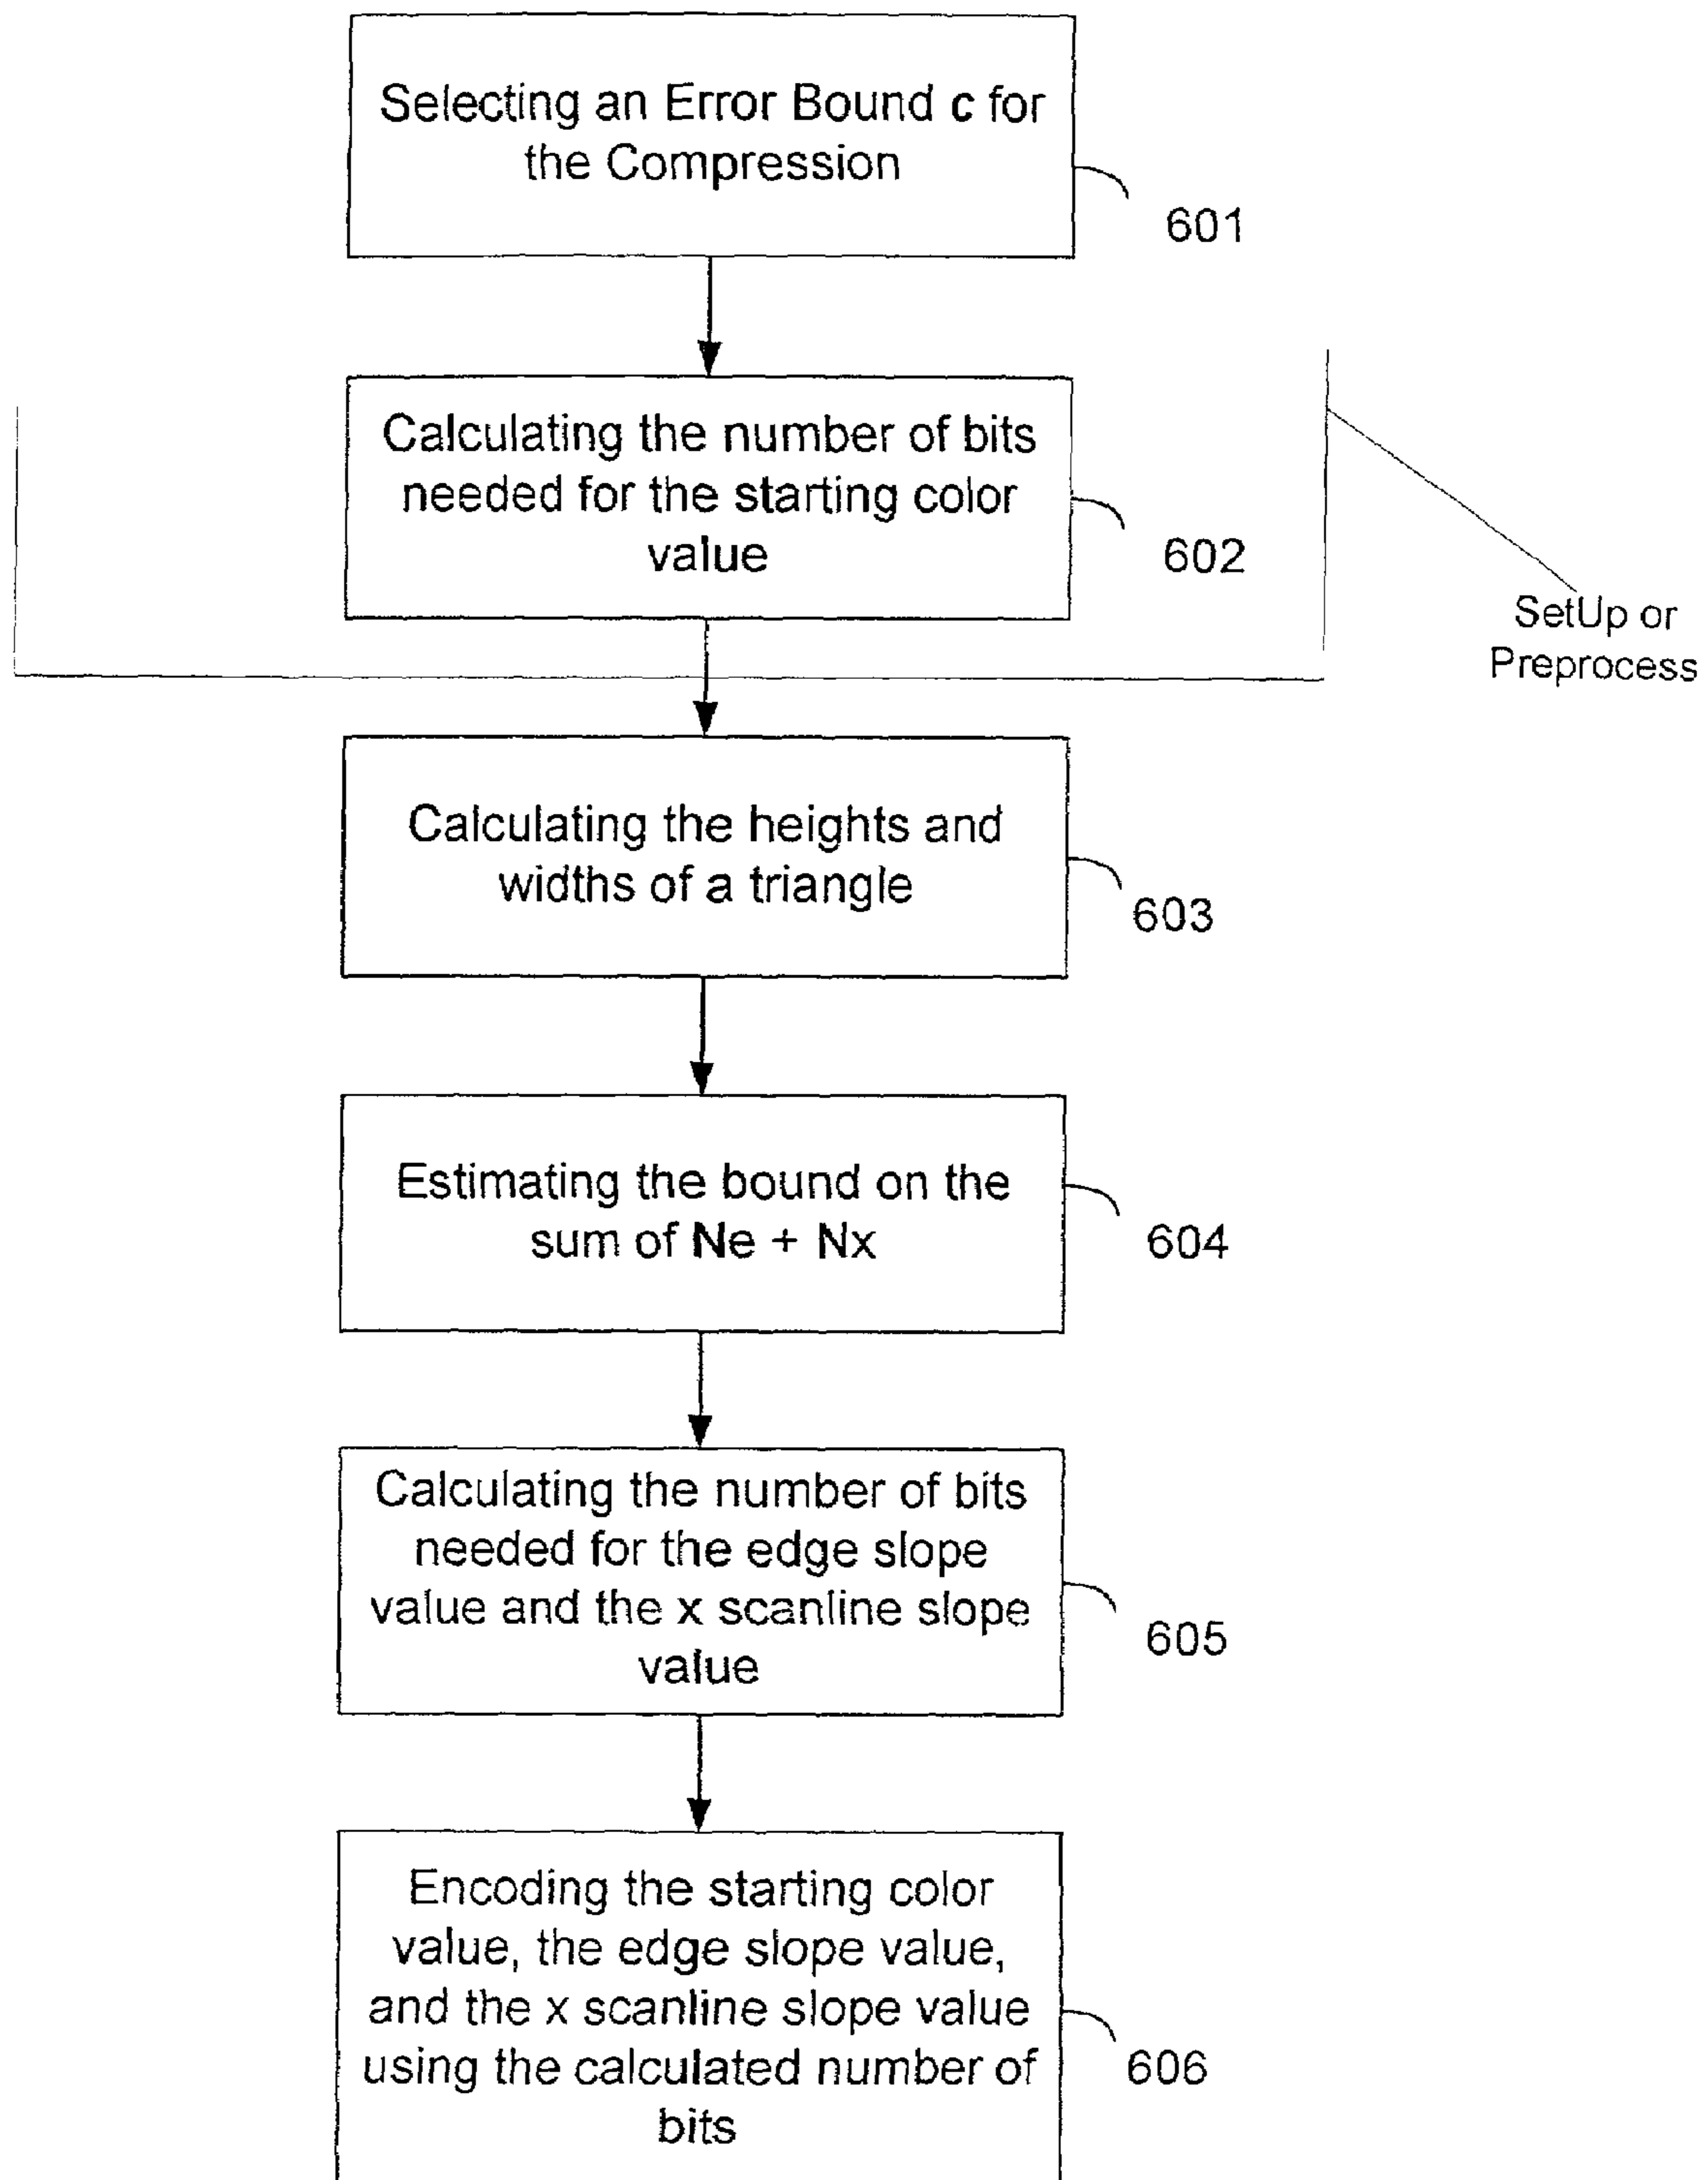 Selecting an Error Bound c for
the Compression
601
Calculating the number of bits
needed for the starting color
value
602
SetUp or
Preprocess
Calculating the heights and
widths of a triangle
603
Estimating the bound on the
sum of Ne + Nx
604
Calculating the number of bits
needed for the edge slope
value and the x scanline slope
value
605
Encoding the starting color
value, the edge slope value,
and the x scanline slope value
using the calculated number of
bits
606